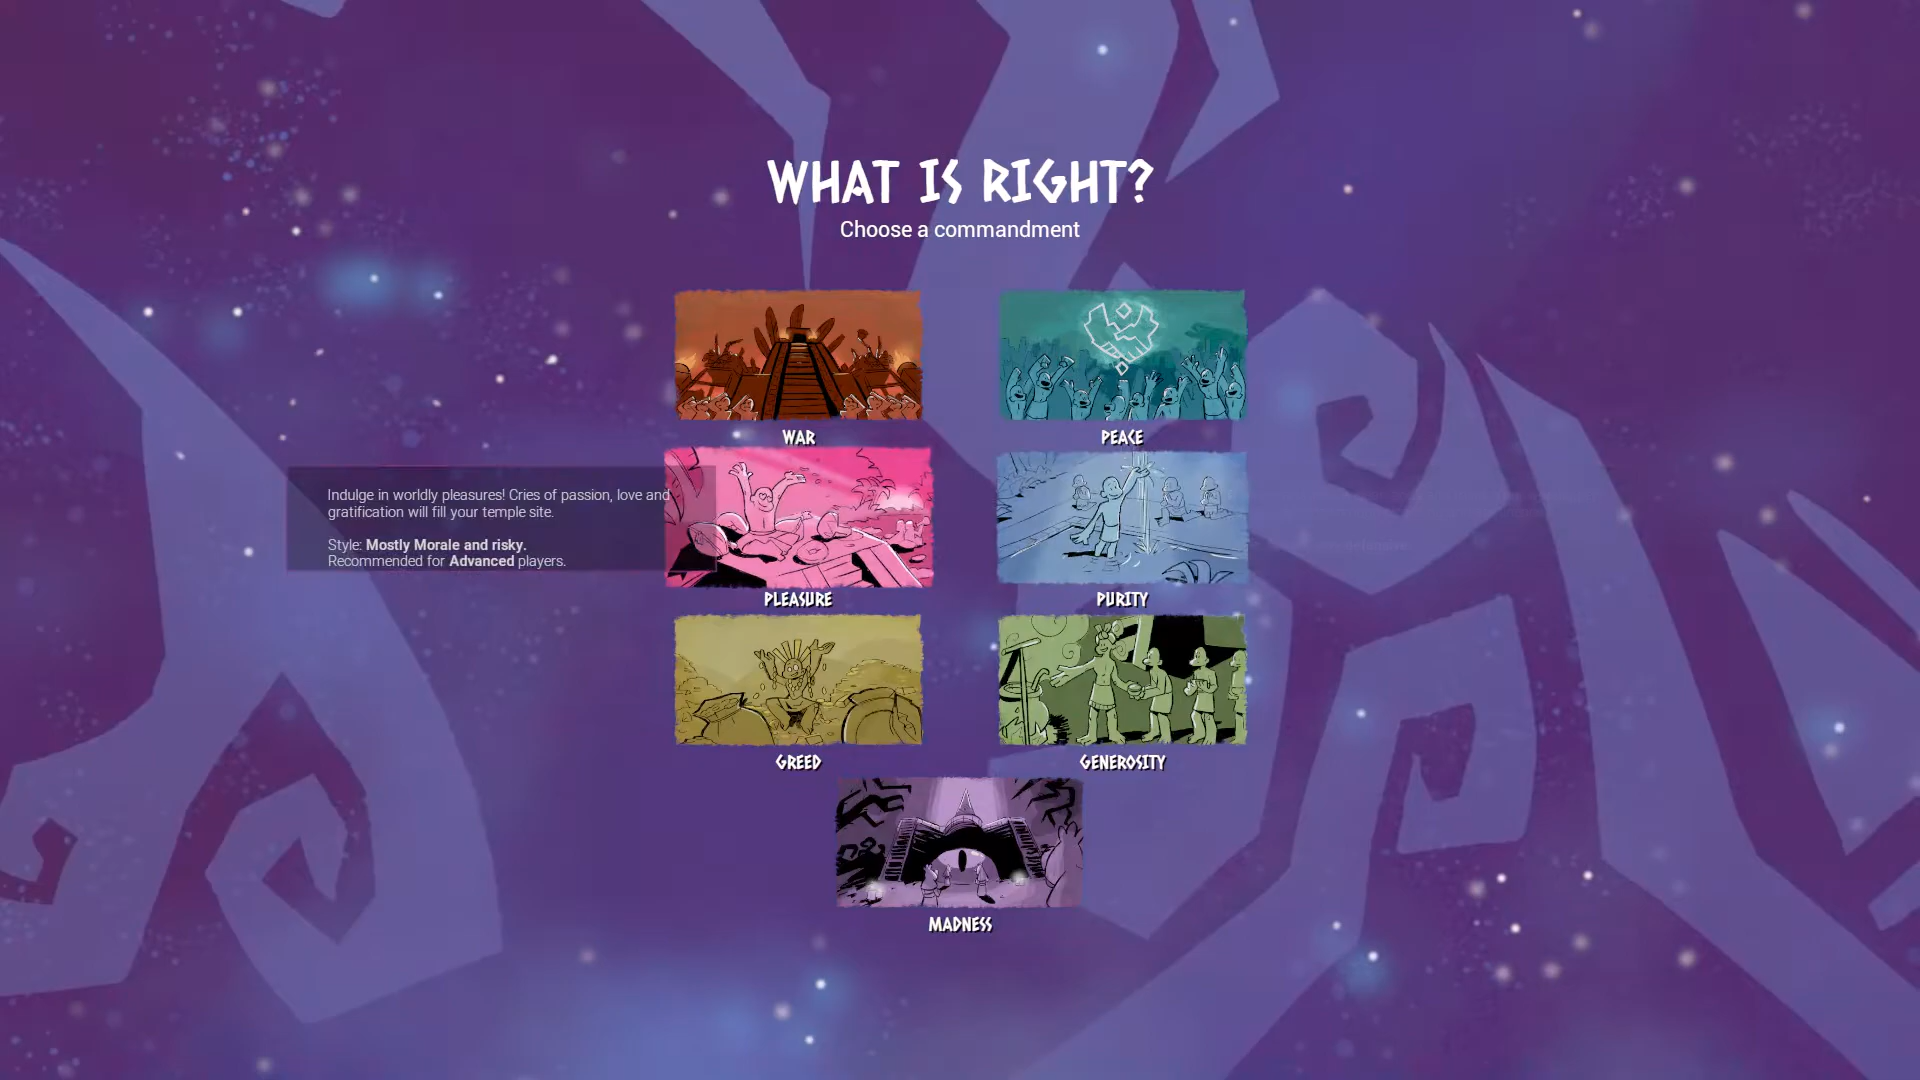 WHAT IS RIGHT?
Choose a commandment
WAR
PEACE
Indulge in worldly pleasures! Cries of passion, love and
gratification will fill your temple site.
Style: Mostly Morale and risky.
Recommended for Advanced players.
PLEASURE
PURITY
GREED
GENEROSITY
MADNESS